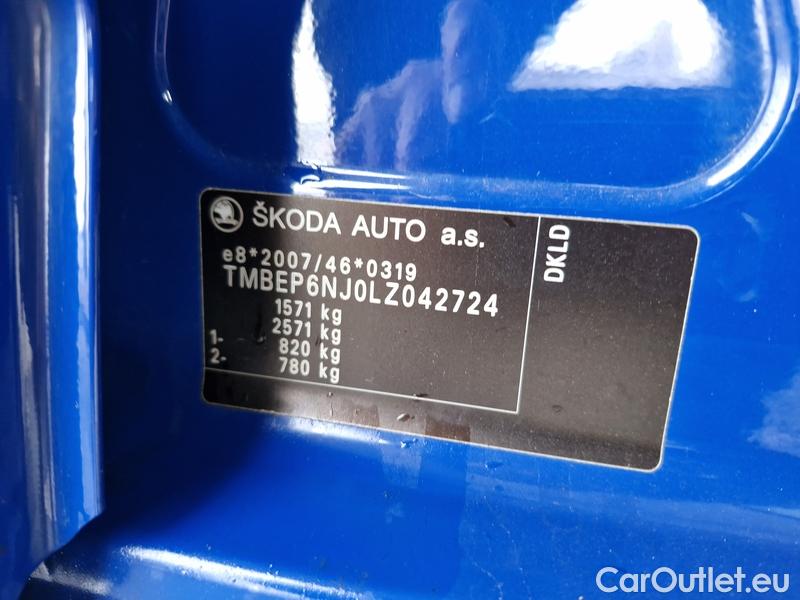 ŠKODA AUTO a.s.
e8*2007/46*0319
TMBEP6NJ0LZ042724
1571 kg
2571 kg
1- 820 kg
2- 780 kg
DKLD
CarOutlet.eu